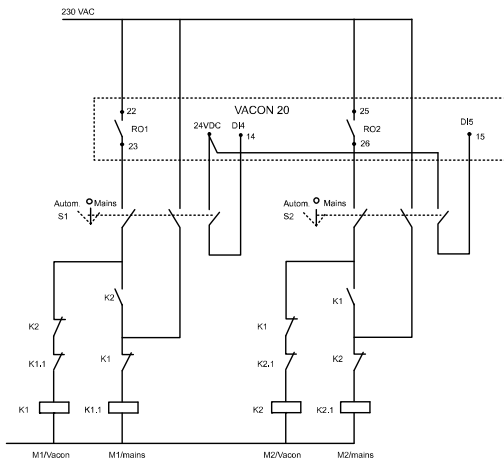 230 VAC
22
RO1
23
VACON 20
24VDC
DI4
14
25
RO2
26
DI5
15
Autom.
Mains
S1
Autom.
Mains
S2
K2
K1
K2
K1.1
K1
K1
K2.1
K2
K1
K1.1
K2
K2.1
M1/Vacon
M1/mains
M2/Vacon
M2/mains